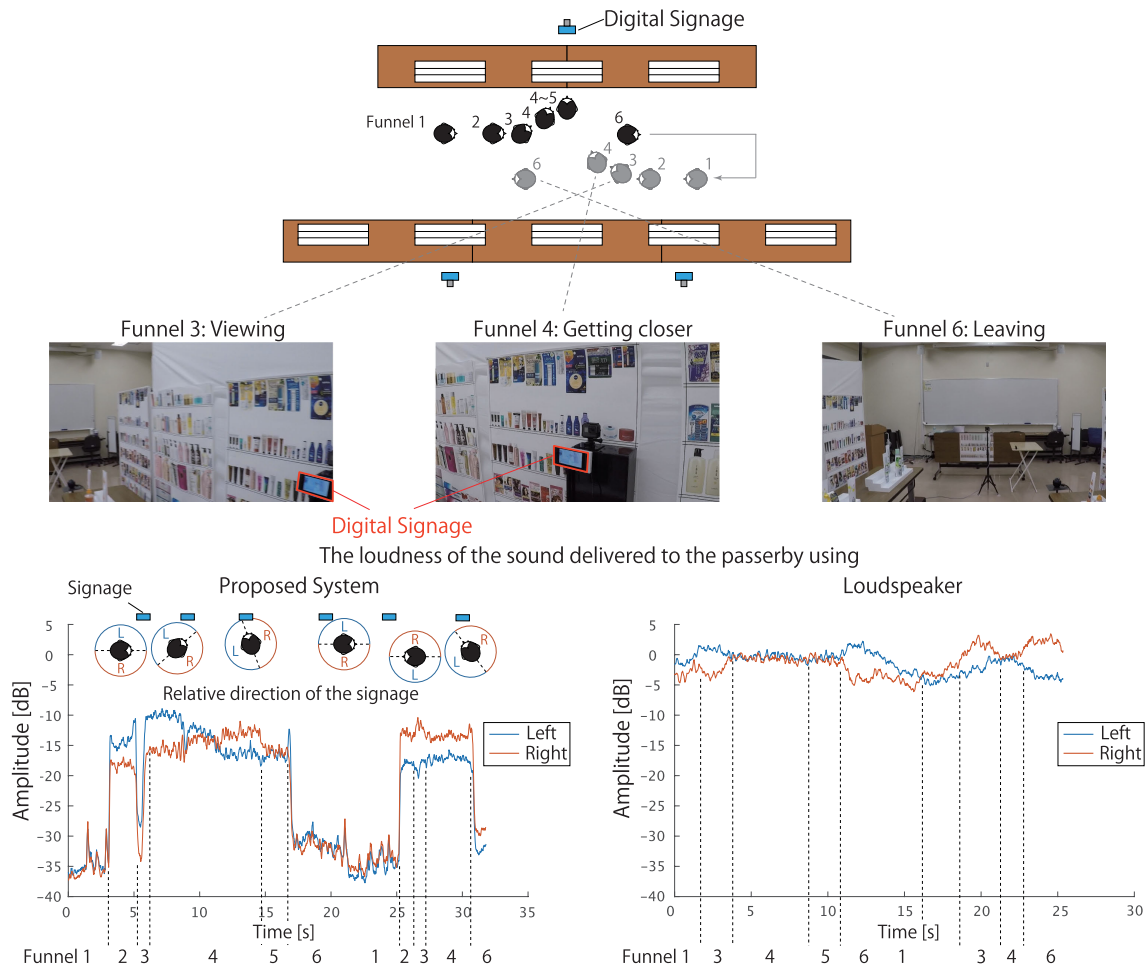 Digital Signage
4~5
Funnel 1
2
3
4
6
4
3
2
1
6
Funnel 3: Viewing
Funnel 4: Getting closer
Funnel 6: Leaving
Digital Signage
The loudness of the sound delivered to the passerby using
Proposed System
Loudspeaker
Signage
L
R
L
R
L
R
L
R
R
L
R
L
Relative direction of the signage
Amplitude [dB]
5
0
-5
-10
-15
-20
-25
-30
-35
-40
0
5
10
15
20
25
30
35
Time [s]
Left
Right
Funnel 1 2 3 4 5 6 1 2 3 4 6
Amplitude [dB]
5
0
-5
-10
-15
-20
-25
-30
-35
-40
0
5
10
15
20
25
30
Time [s]
Left
Right
Funnel 1 3 4 5 6 1 3 4 6